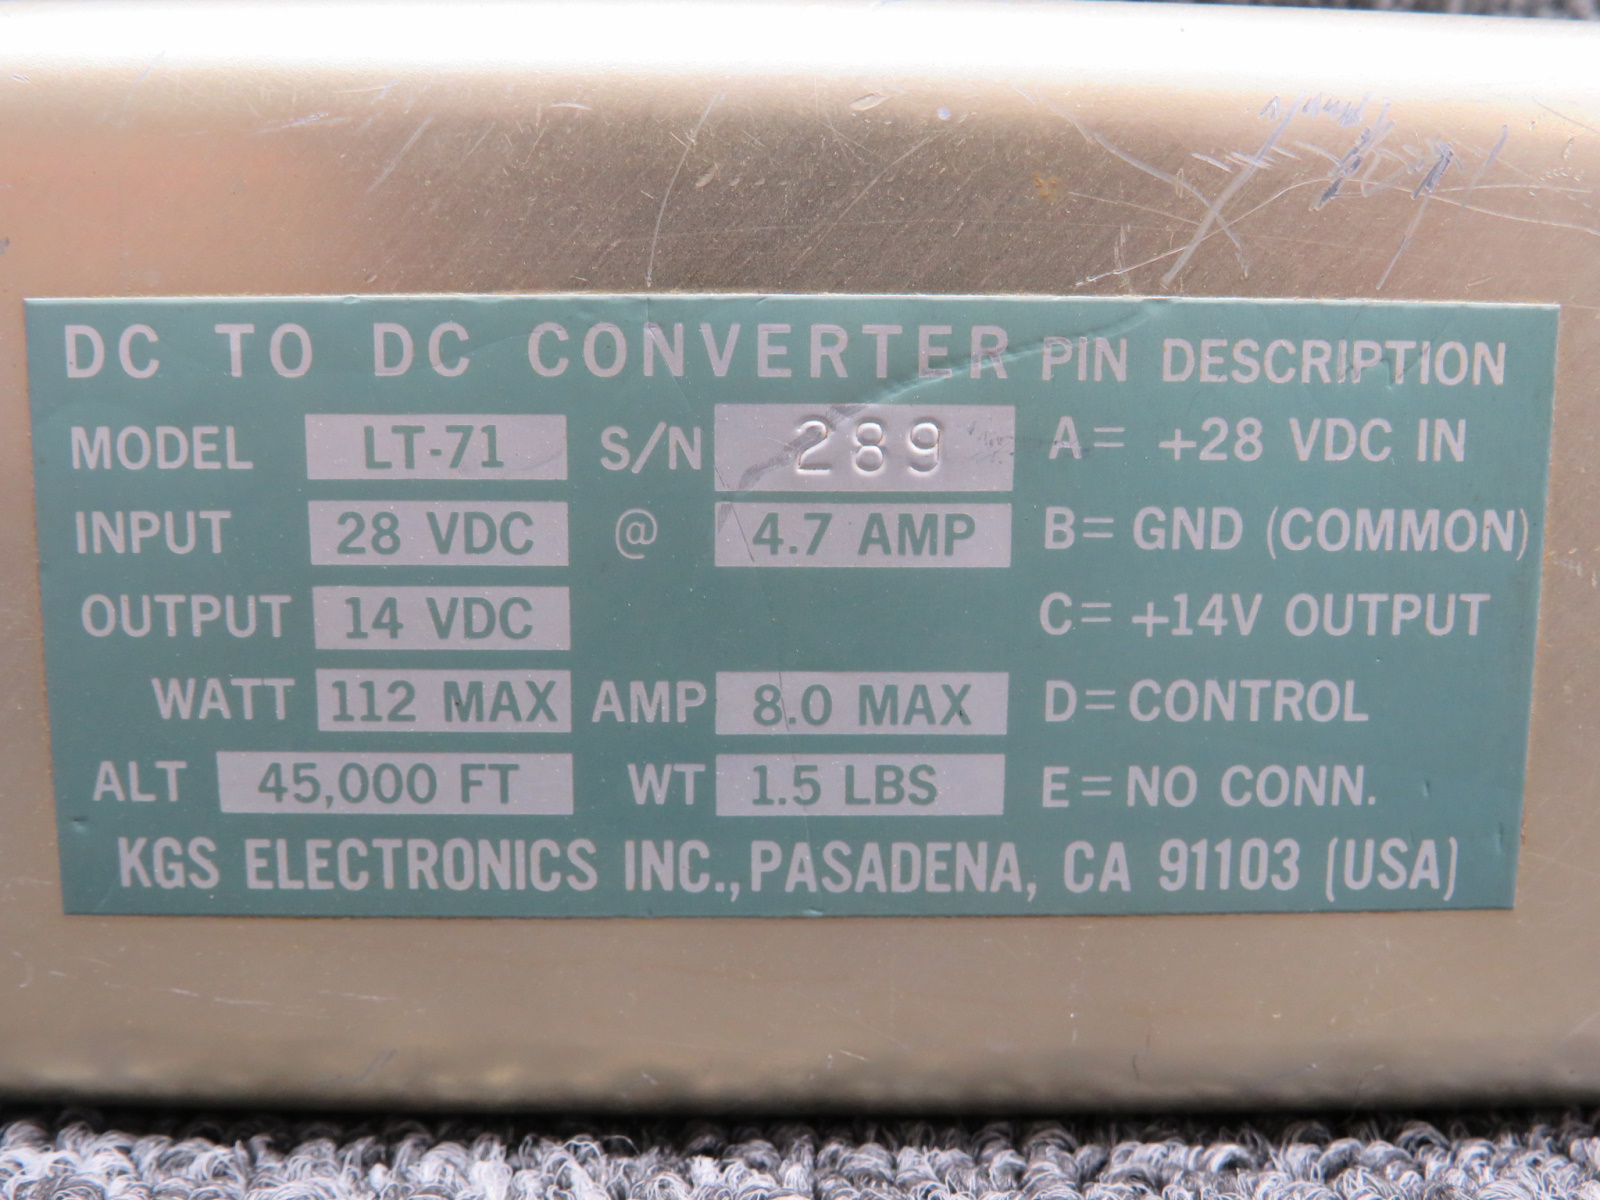 DC TO DC CONVERTER PIN DESCRIPTION
MODEL LT-71 S/N 289 A= +28 VDC IN
INPUT 28 VDC @ 4.7 AMP B= GND (COMMON)
OUTPUT 14 VDC C= +14V OUTPUT
WATT 112 MAX AMP 8.0 MAX D= CONTROL
ALT 45,000 FT WT 1.5 LBS E= NO CONN.
KGS ELECTRONICS INC., PASADENA, CA 91103 (USA)